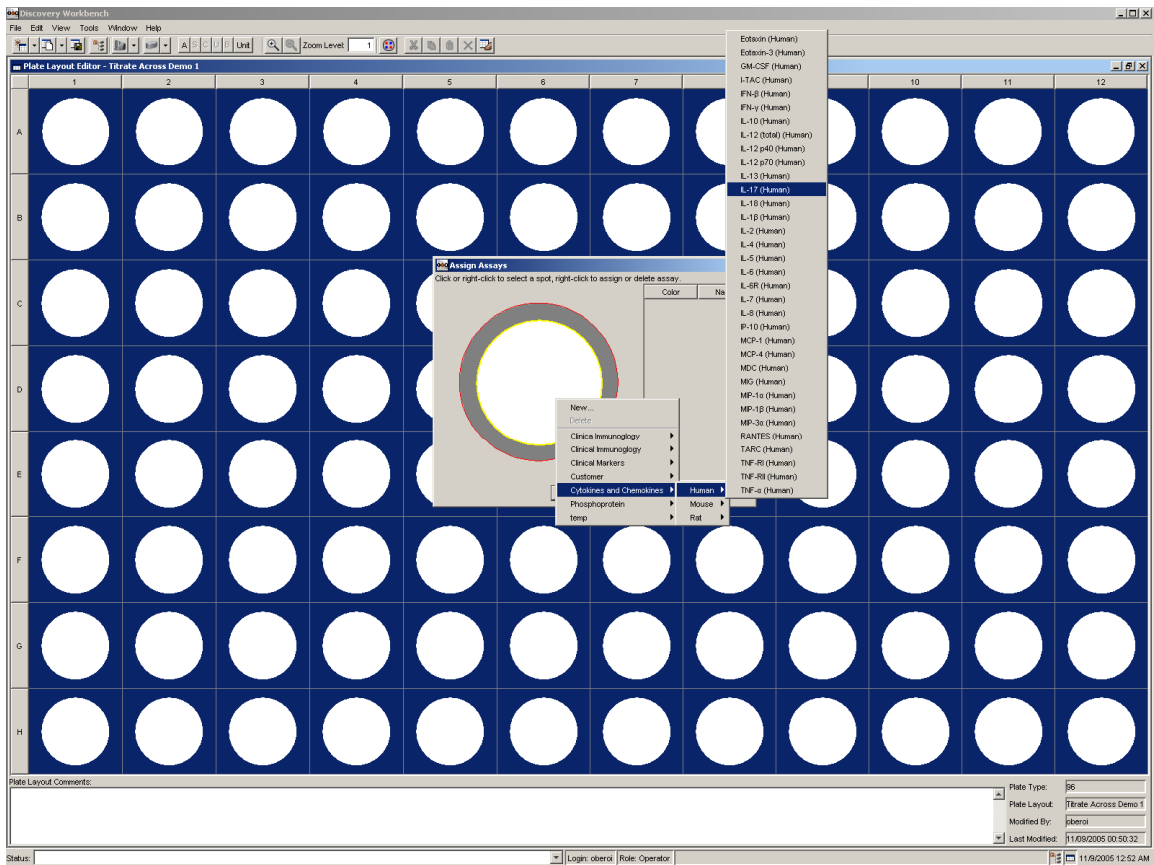 Discovery Workbench
File Edit View Tools Window Help
A S C U B Unit Zoom Level: 1
Plate Layout Editor - Titrate Across Demo 1
1 2 3 4 5 6 7 10 11 12
A
B
C
D
E
F
G
H
Assign Assays
Click or right-click to select a spot, right-click to assign or delete assay.
Color Na
New...
Delete
Clinica Immunoglogy
Clinical Immunoglogy
Clinical Markers
Customer
Cytokines and Chemokines
Phosphoprotein
temp
Human
Mouse
Rat
Eotaxin (Human)
Eotaxin-3 (Human)
GM-CSF (Human)
I-TAC (Human)
IFN-β (Human)
IFN-γ (Human)
IL-10 (Human)
IL-12 (total) (Human)
IL-12 p40 (Human)
IL-12 p70 (Human)
IL-13 (Human)
IL-17 (Human)
IL-18 (Human)
IL-1β (Human)
IL-2 (Human)
IL-4 (Human)
IL-5 (Human)
IL-6 (Human)
IL-6R (Human)
IL-7 (Human)
IL-8 (Human)
IP-10 (Human)
MCP-1 (Human)
MCP-4 (Human)
MDC (Human)
MIG (Human)
MIP-1α (Human)
MIP-1β (Human)
MIP-3α (Human)
RANTES (Human)
TARC (Human)
TNF-RI (Human)
TNF-RII (Human)
TNF-α (Human)
Plate Layout Comments:
Plate Type: 96
Plate Layout: Titrate Across Demo 1
Modified By: oberoi
Last Modified: 11/09/2005 00:50:32
Status: Login: oberoi Role: Operator 11/9/2005 12:52 AM